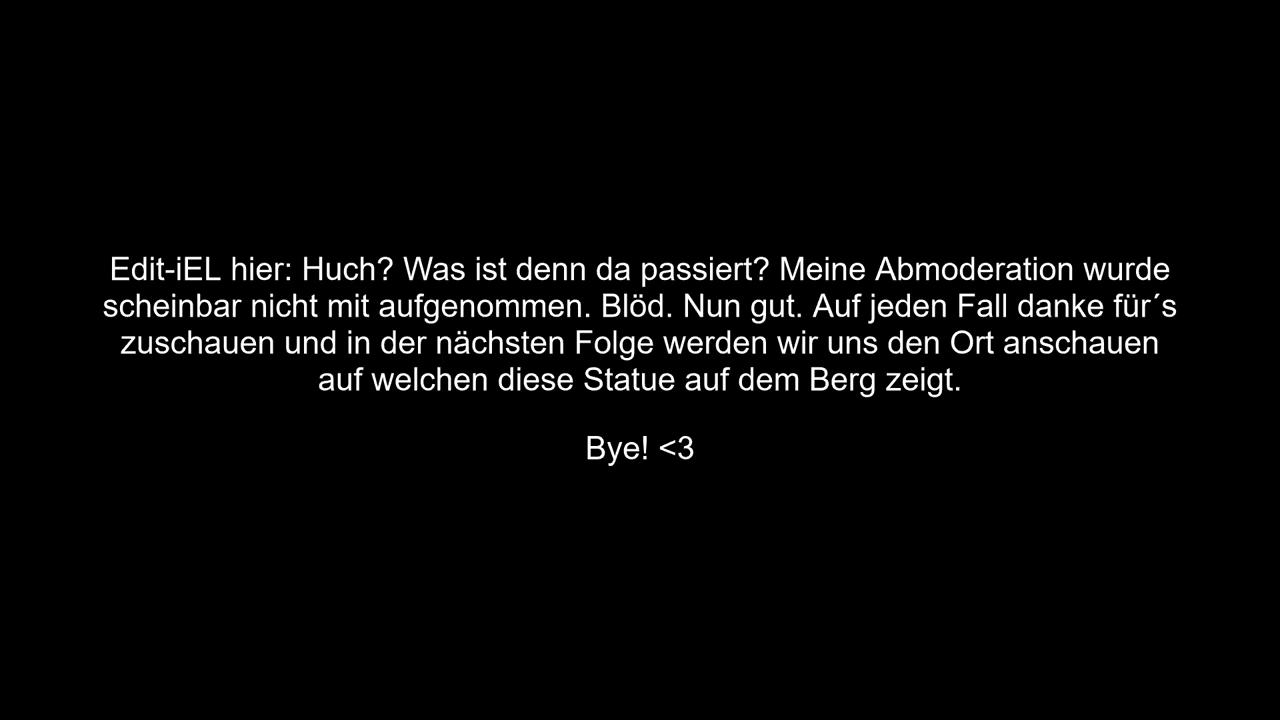 Edit-iEL hier: Huch? Was ist denn da passiert? Meine Abmoderation wurde
scheinbar nicht mit aufgenommen. Blöd. Nun gut. Auf jeden Fall danke für´s
zuschauen und in der nächsten Folge werden wir uns den Ort anschauen
auf welchen diese Statue auf dem Berg zeigt.
Bye! <3